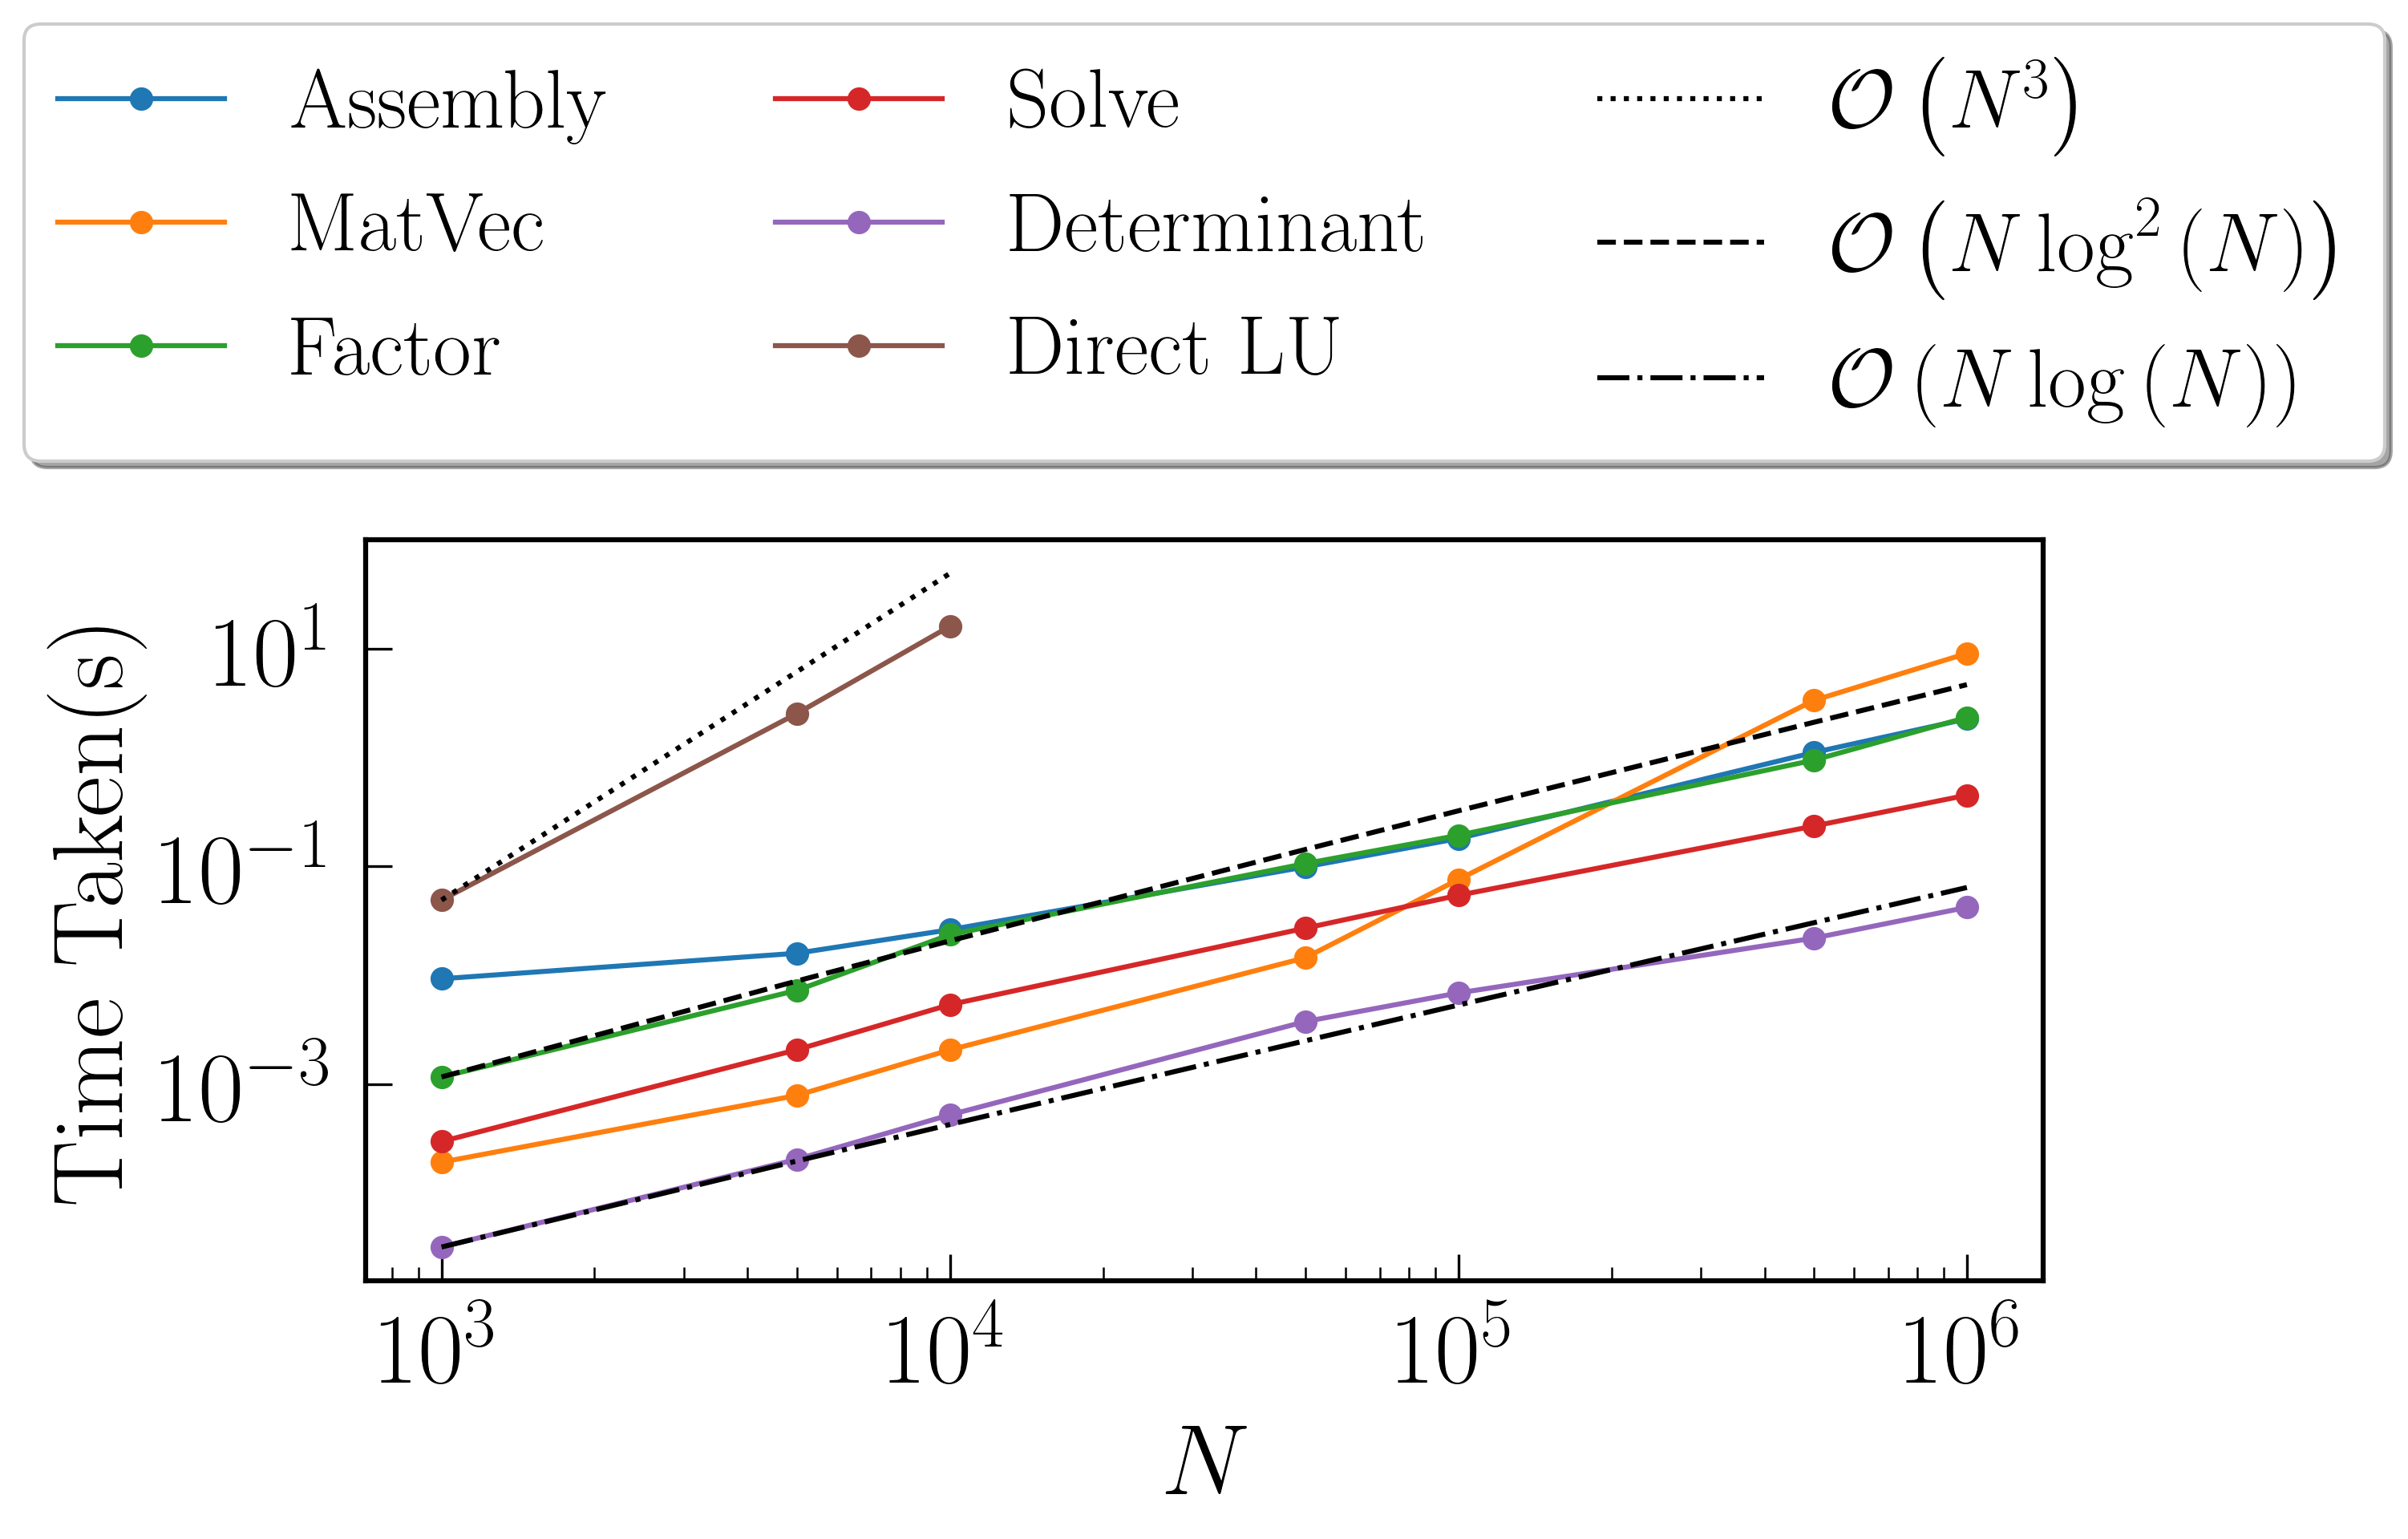 Assembly
MatVec
Factor
Solve
Determinant
Direct LU
𝒪(N³)
𝒪(N log²(N))
𝒪(N log(N))
Time Taken(s)
10¹
10⁻¹
10⁻³
10³ 10⁴ 10⁵ 10⁶
N